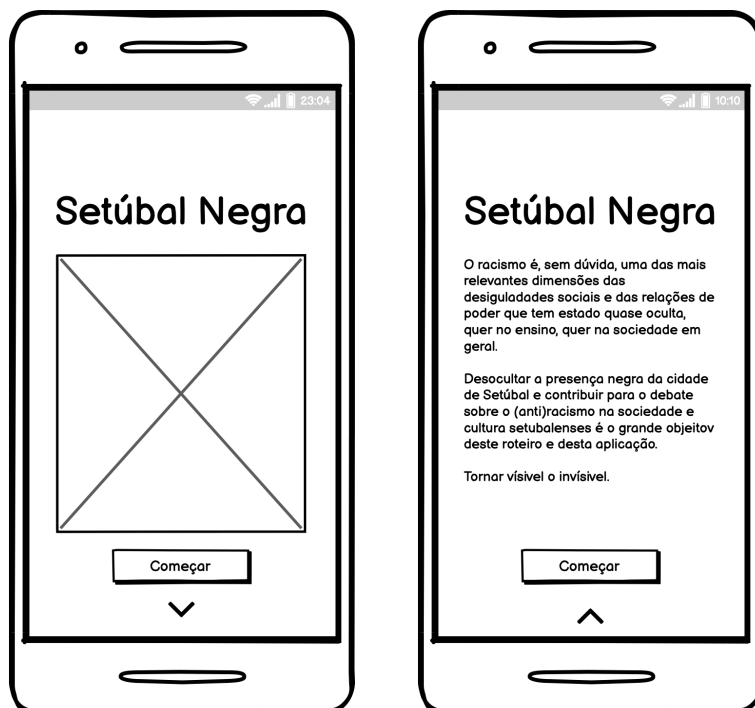 23:04
Setúbal Negra
Começar
10:10
Setúbal Negra
O racismo é, sem dúvida, uma das mais
relevantes dimensões das
desiguladades sociais e das relações de
poder que tem estado quase oculta,
quer no ensino, quer na sociedade em
geral.
Desocultar a presença negra da cidade
de Setúbal e contribuir para o debate
sobre o (anti)racismo na sociedade e
cultura setubalenses é o grande objeitov
deste roteiro e desta aplicação.
Tornar vísivel o invísivel.
Começar